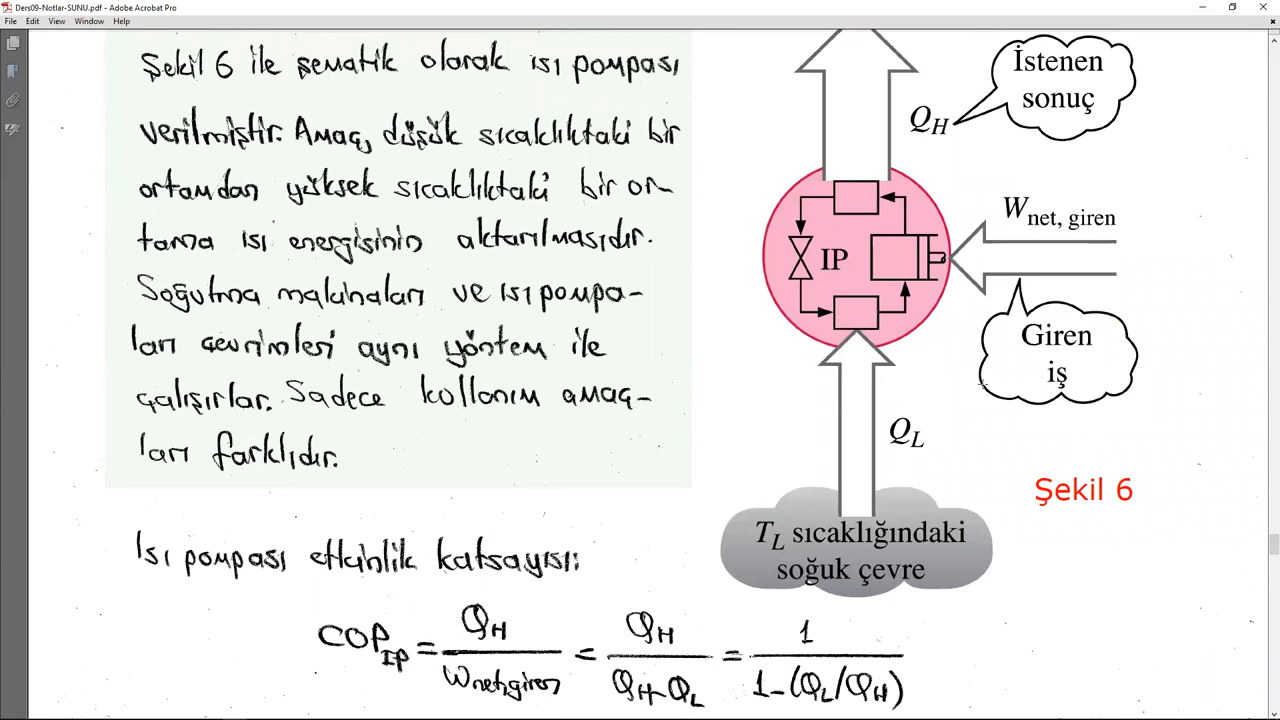 Ders09-Notlar-SUNU.pdf - Adobe Acrobat Pro
File Edit View Window Help
Şekil 6 ile şematik olarak ısı pompası
verilmiştir. Amaç, düşük sıcaklıktaki bir
ortamdan yüksek sıcaklıktaki bir or-
tama ısı enerjisinin aktarılmasıdır.
Soğutma makinaları ve ısı pompa-
ları çevrimleri aynı yöntem ile
çalışırlar. Sadece kullanım amaç-
ları farklıdır.
İstenen
sonuç
Q_H
W_net, giren
IP
Giren
iş
Q_L
Şekil 6
T_L sıcaklığındaki
soğuk çevre
Isı pompası etkinlik katsayısı:
COP_IP = Q_H / W_net,giren = Q_H / (Q_H - Q_L) = 1 / (1 - (Q_L/Q_H))